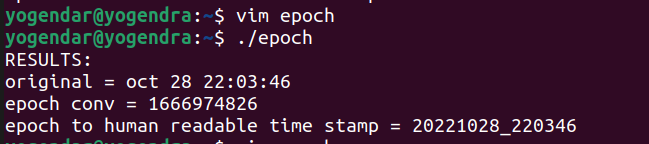 yogendar@yogendra:~$ vim epoch
yogendar@yogendra:~$ ./epoch
RESULTS:
original = oct 28 22:03:46
epoch conv = 1666974826
epoch to human readable time stamp = 20221028_220346